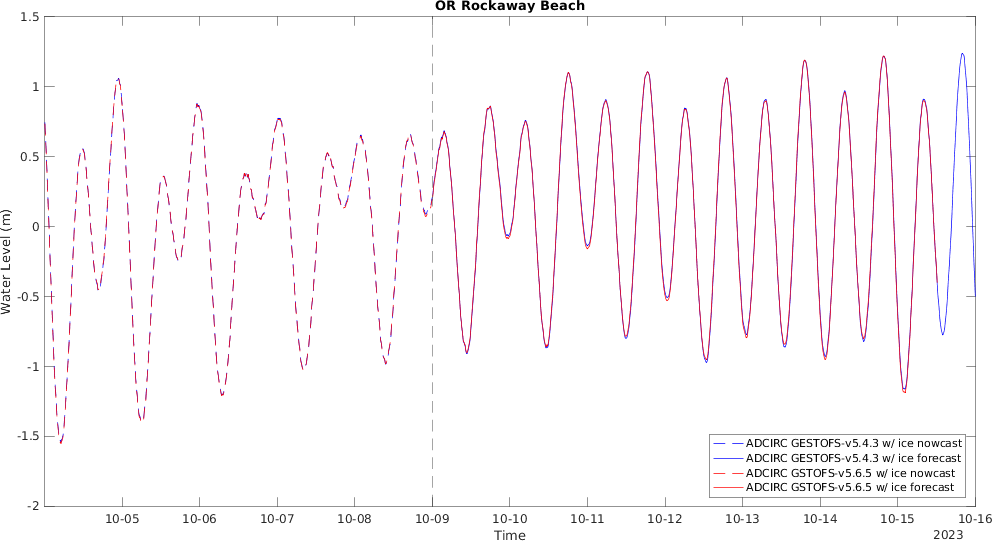 OR Rockaway Beach
1.5
1
0.5
0
-0.5
-1
-1.5
-2
Water Level (m)
10-05 10-06 10-07 10-08 10-09 10-10 10-11 10-12 10-13 10-14 10-15 10-16
Time
2023
ADCIRC GESTOFS-v5.4.3 w/ ice nowcast
ADCIRC GESTOFS-v5.4.3 w/ ice forecast
ADCIRC GSTOFS-v5.6.5 w/ ice nowcast
ADCIRC GSTOFS-v5.6.5 w/ ice forecast